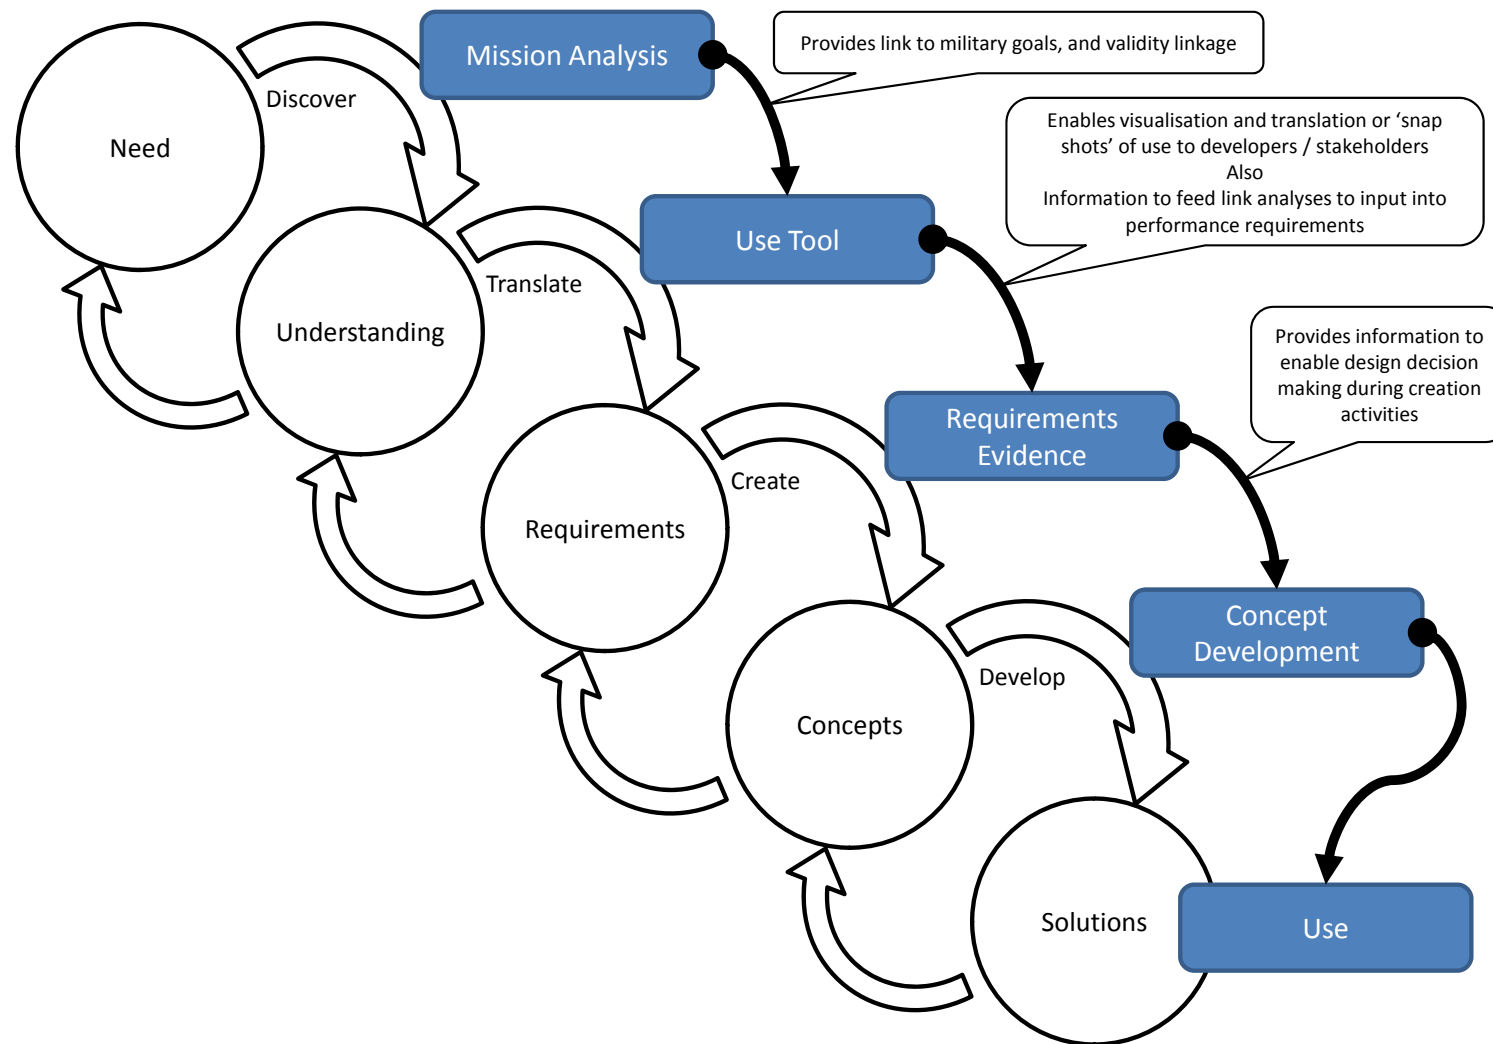 Mission Analysis
Provides link to military goals, and validity linkage
Discover
Need
Enables visualisation and translation or ‘snap
shots’ of use to developers / stakeholders
Also
Information to feed link analyses to input into
performance requirements
Use Tool
Translate
Understanding
Provides information to
enable design decision
making during creation
activities
Requirements
Evidence
Create
Requirements
Concept
Development
Develop
Concepts
Solutions
Use